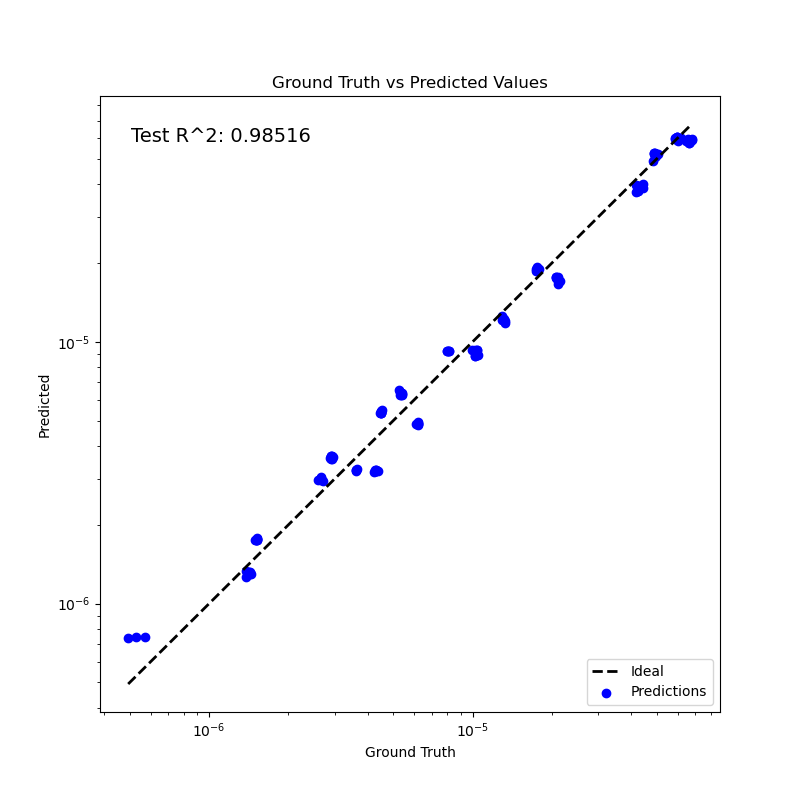 Ground Truth vs Predicted Values
Test R^2: 0.98516
10⁻⁵
10⁻⁶
Predicted
10⁻⁶
10⁻⁵
Ground Truth
Ideal
Predictions